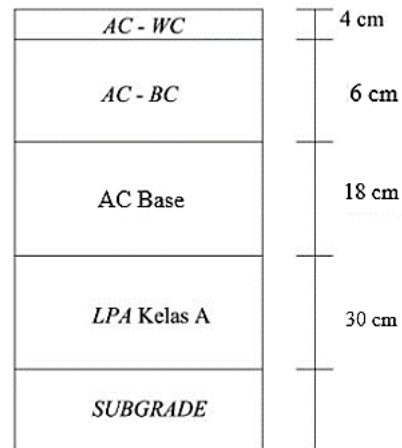 AC - WC
4 cm
AC - BC
6 cm
AC Base
18 cm
LPA Kelas A
30 cm
SUBGRADE